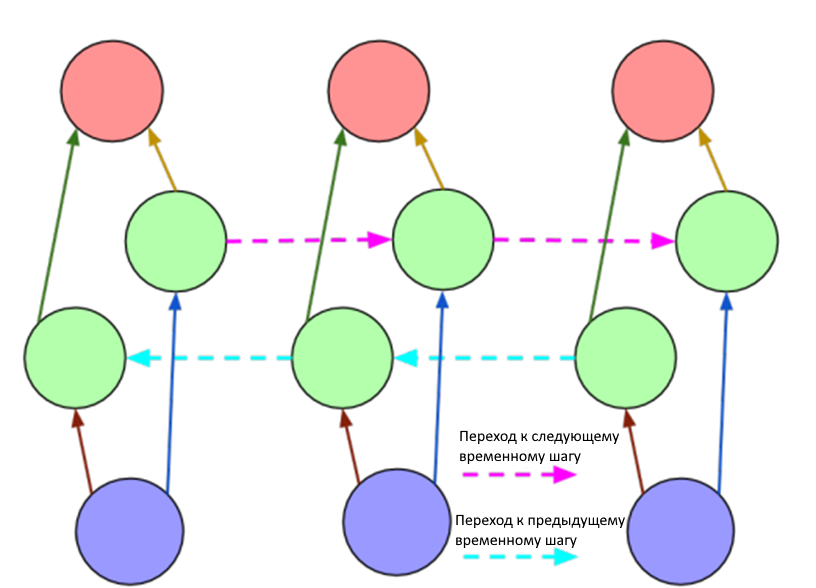 Переход к следующему
временному шагу
Переход к предыдущему
временному шагу